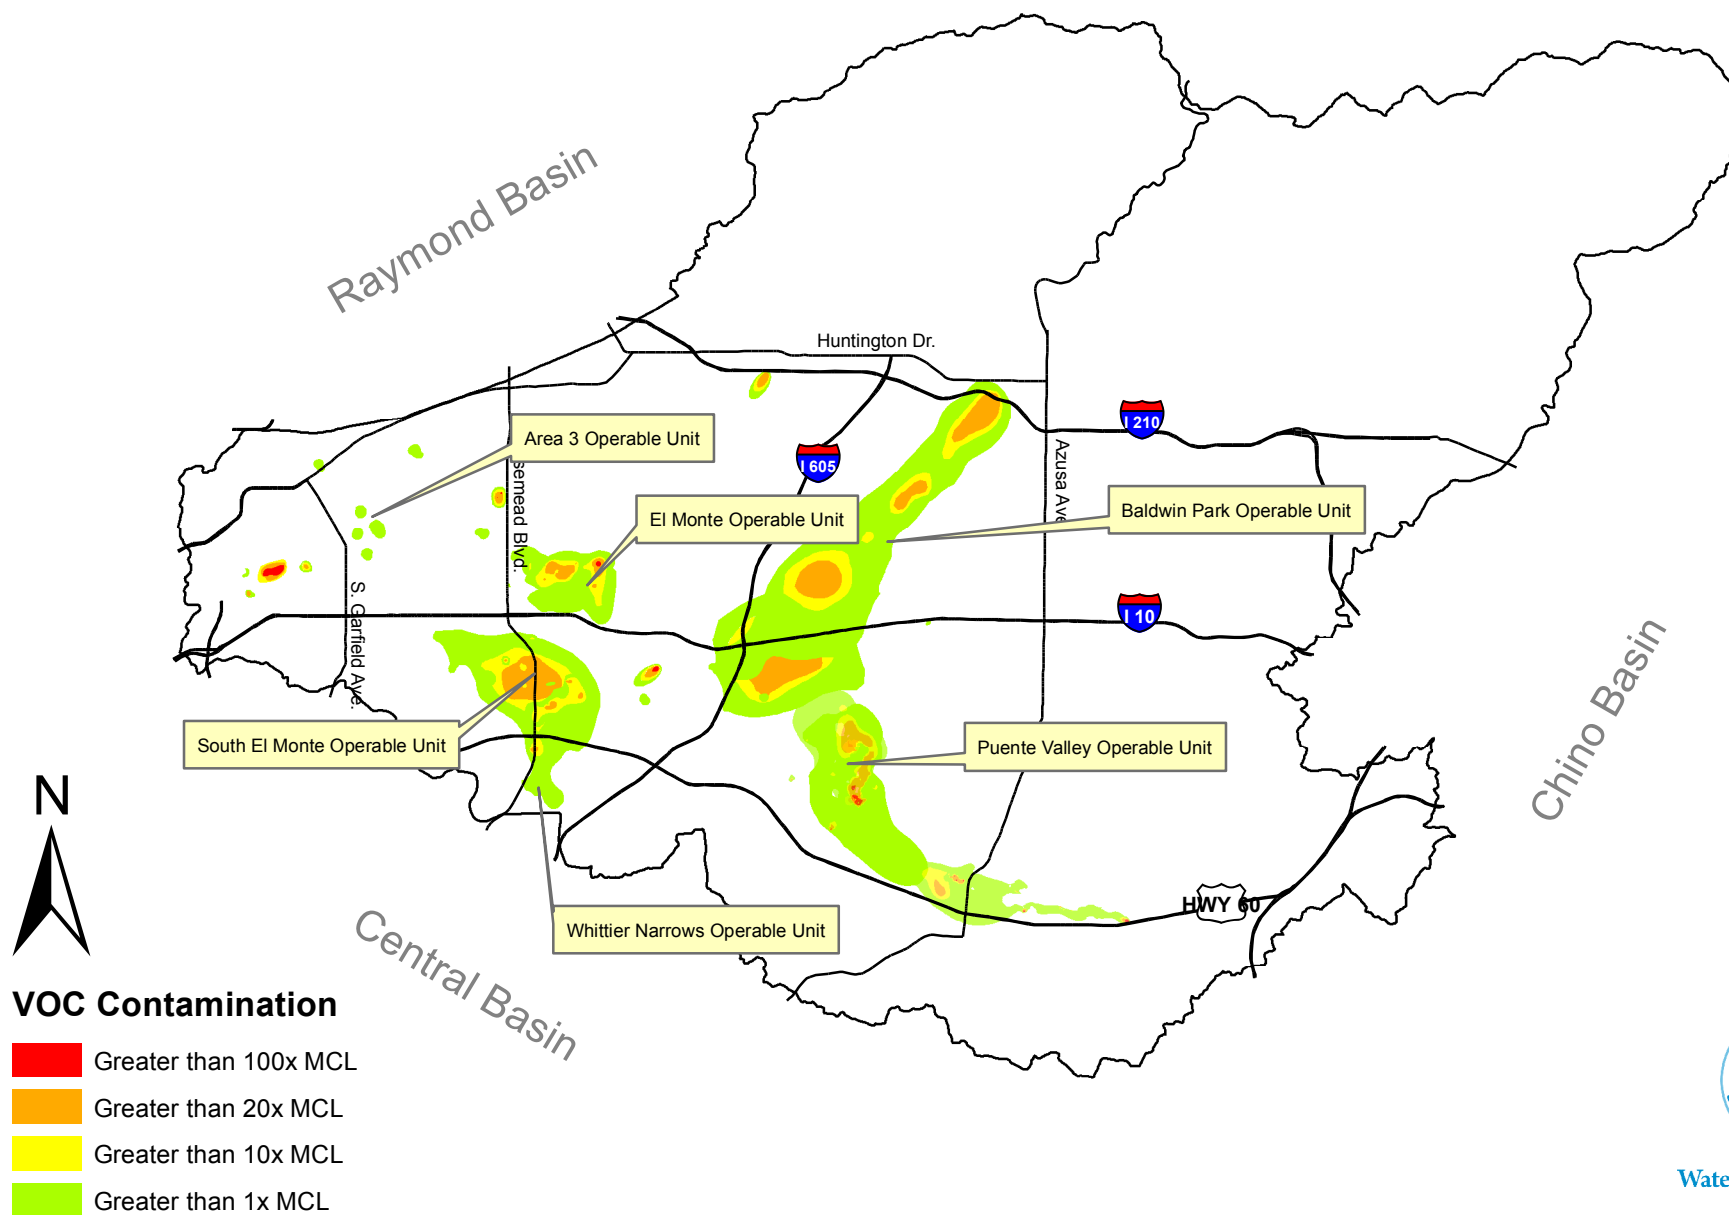 Raymond Basin
Huntington Dr.
I 210
Area 3 Operable Unit
I 605
Azusa Ave
semead Blvd.
El Monte Operable Unit
Baldwin Park Operable Unit
S. Garfield Ave.
I 10
South El Monte Operable Unit
Puente Valley Operable Unit
Chino Basin
N
HWY 60
Whittier Narrows Operable Unit
Central Basin
VOC Contamination
Greater than 100x MCL
Greater than 20x MCL
Greater than 10x MCL
Greater than 1x MCL
Wate